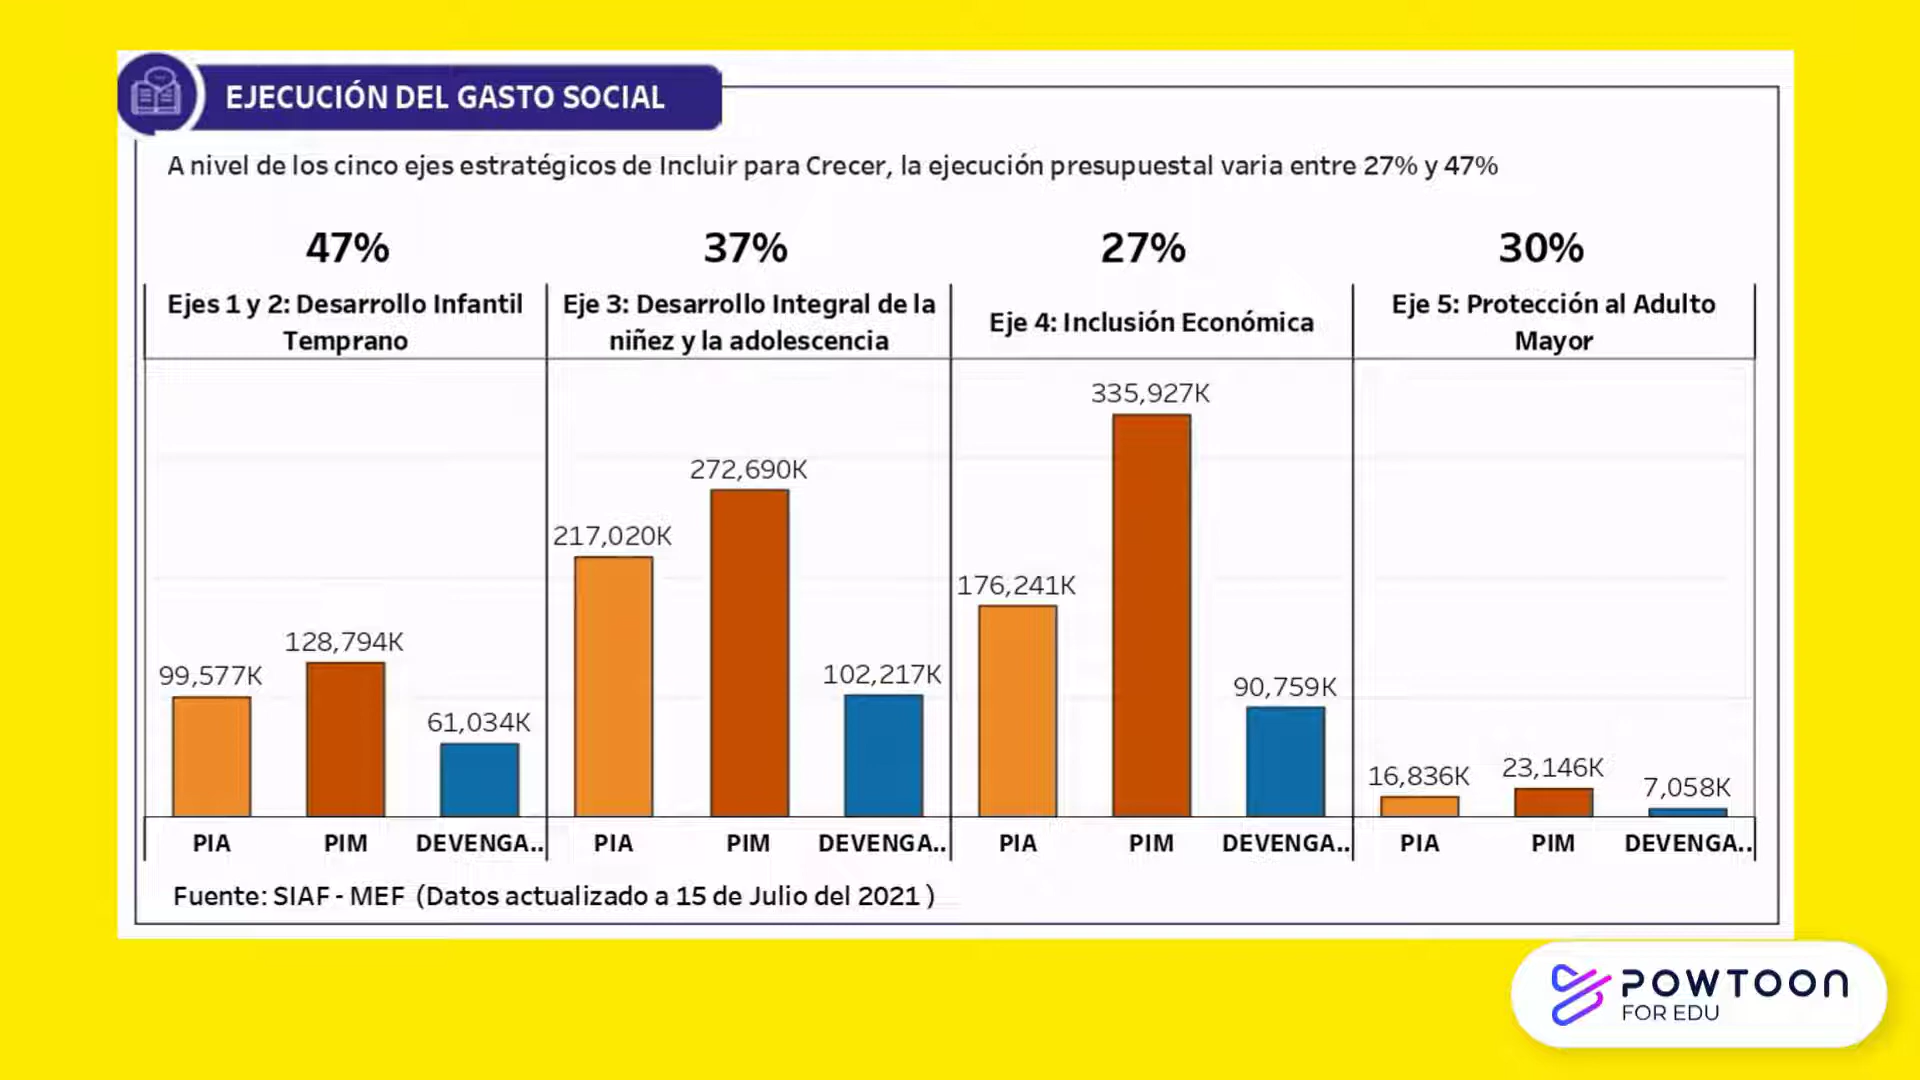 EJECUCIÓN DEL GASTO SOCIAL
A nivel de los cinco ejes estratégicos de Incluir para Crecer, la ejecución presupuestal varia entre 27% y 47%
47%
37%
27%
30%
Ejes 1 y 2: Desarrollo Infantil
Temprano
Eje 3: Desarrollo Integral de la
niñez y la adolescencia
Eje 4: Inclusión Económica
Eje 5: Protección al Adulto
Mayor
99,577K
128,794K
61,034K
217,020K
272,690K
102,217K
176,241K
335,927K
90,759K
16,836K
23,146K
7,058K
PIA
PIM
DEVENGA..
PIA
PIM
DEVENGA..
PIA
PIM
DEVENGA..
PIA
PIM
DEVENGA..
Fuente: SIAF - MEF (Datos actualizado a 15 de Julio del 2021 )
POWTOON
FOR EDU